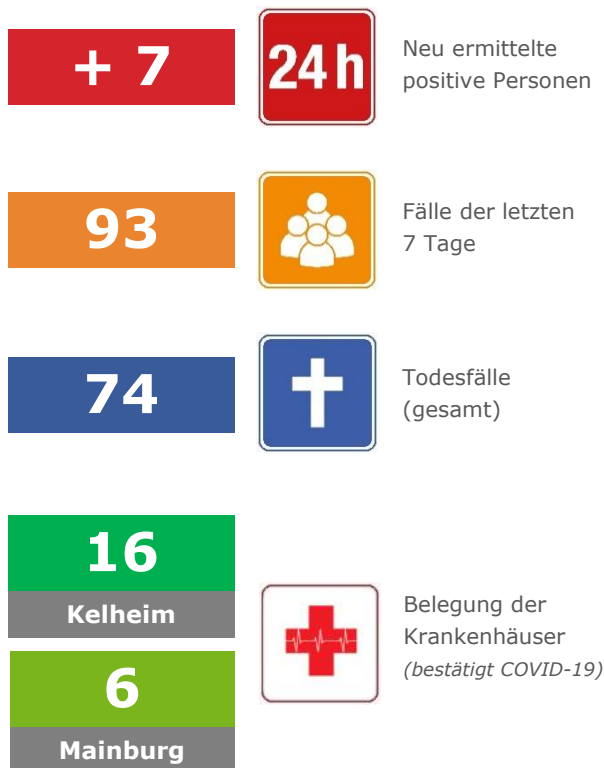 + 7
24 h
Neu ermittelte
positive Personen
93
Fälle der letzten
7 Tage
74
Todesfälle
(gesamt)
16
Kelheim
6
Mainburg
Belegung der
Krankenhäuser
(bestätigt COVID-19)